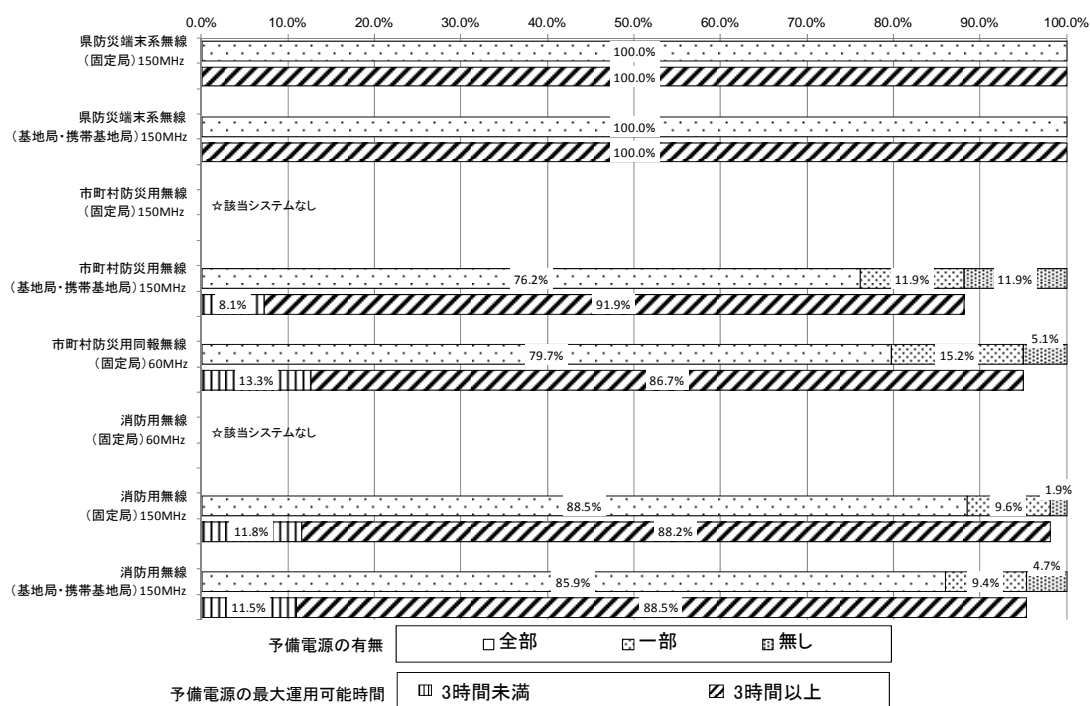 0.0% 10.0% 20.0% 30.0% 40.0% 50.0% 60.0% 70.0% 80.0% 90.0% 100.0%
県防災端末系無線
(固定局)150MHz
100.0%
100.0%
県防災端末系無線
(基地局・携帯基地局)150MHz
100.0%
100.0%
市町村防災用無線
(固定局)150MHz
☆該当システムなし
市町村防災用無線
(基地局・携帯基地局)150MHz
76.2% 11.9% 11.9%
8.1% 91.9%
市町村防災用同報無線
(固定局)60MHz
79.7% 15.2% 5.1%
13.3% 86.7%
消防用無線
(固定局)60MHz
☆該当システムなし
消防用無線
(固定局)150MHz
88.5% 9.6% 1.9%
11.8% 88.2%
消防用無線
(基地局・携帯基地局)150MHz
85.9% 9.4% 4.7%
11.5% 88.5%
予備電源の有無 全部 一部 無し
予備電源の最大運用可能時間 3時間未満 3時間以上